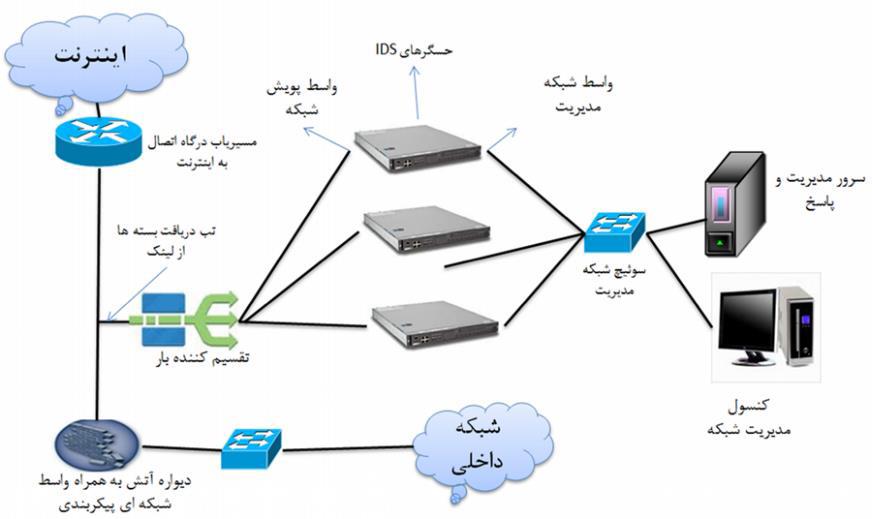 اینترنت
حسگرهای IDS
واسط پویش
شبکه
واسط شبکه
مدیریت
مسیریاب درگاه اتصال
به اینترنت
سرور مدیریت و
پاسخ
تپ دریافت بسته ها
از لینک
سوئیچ شبکه
مدیریت
تقسیم کننده بار
کنسول
مدیریت شبکه
شبکه
داخلی
دیواره آتش به همراه واسط
شبکه ای پیکربندی